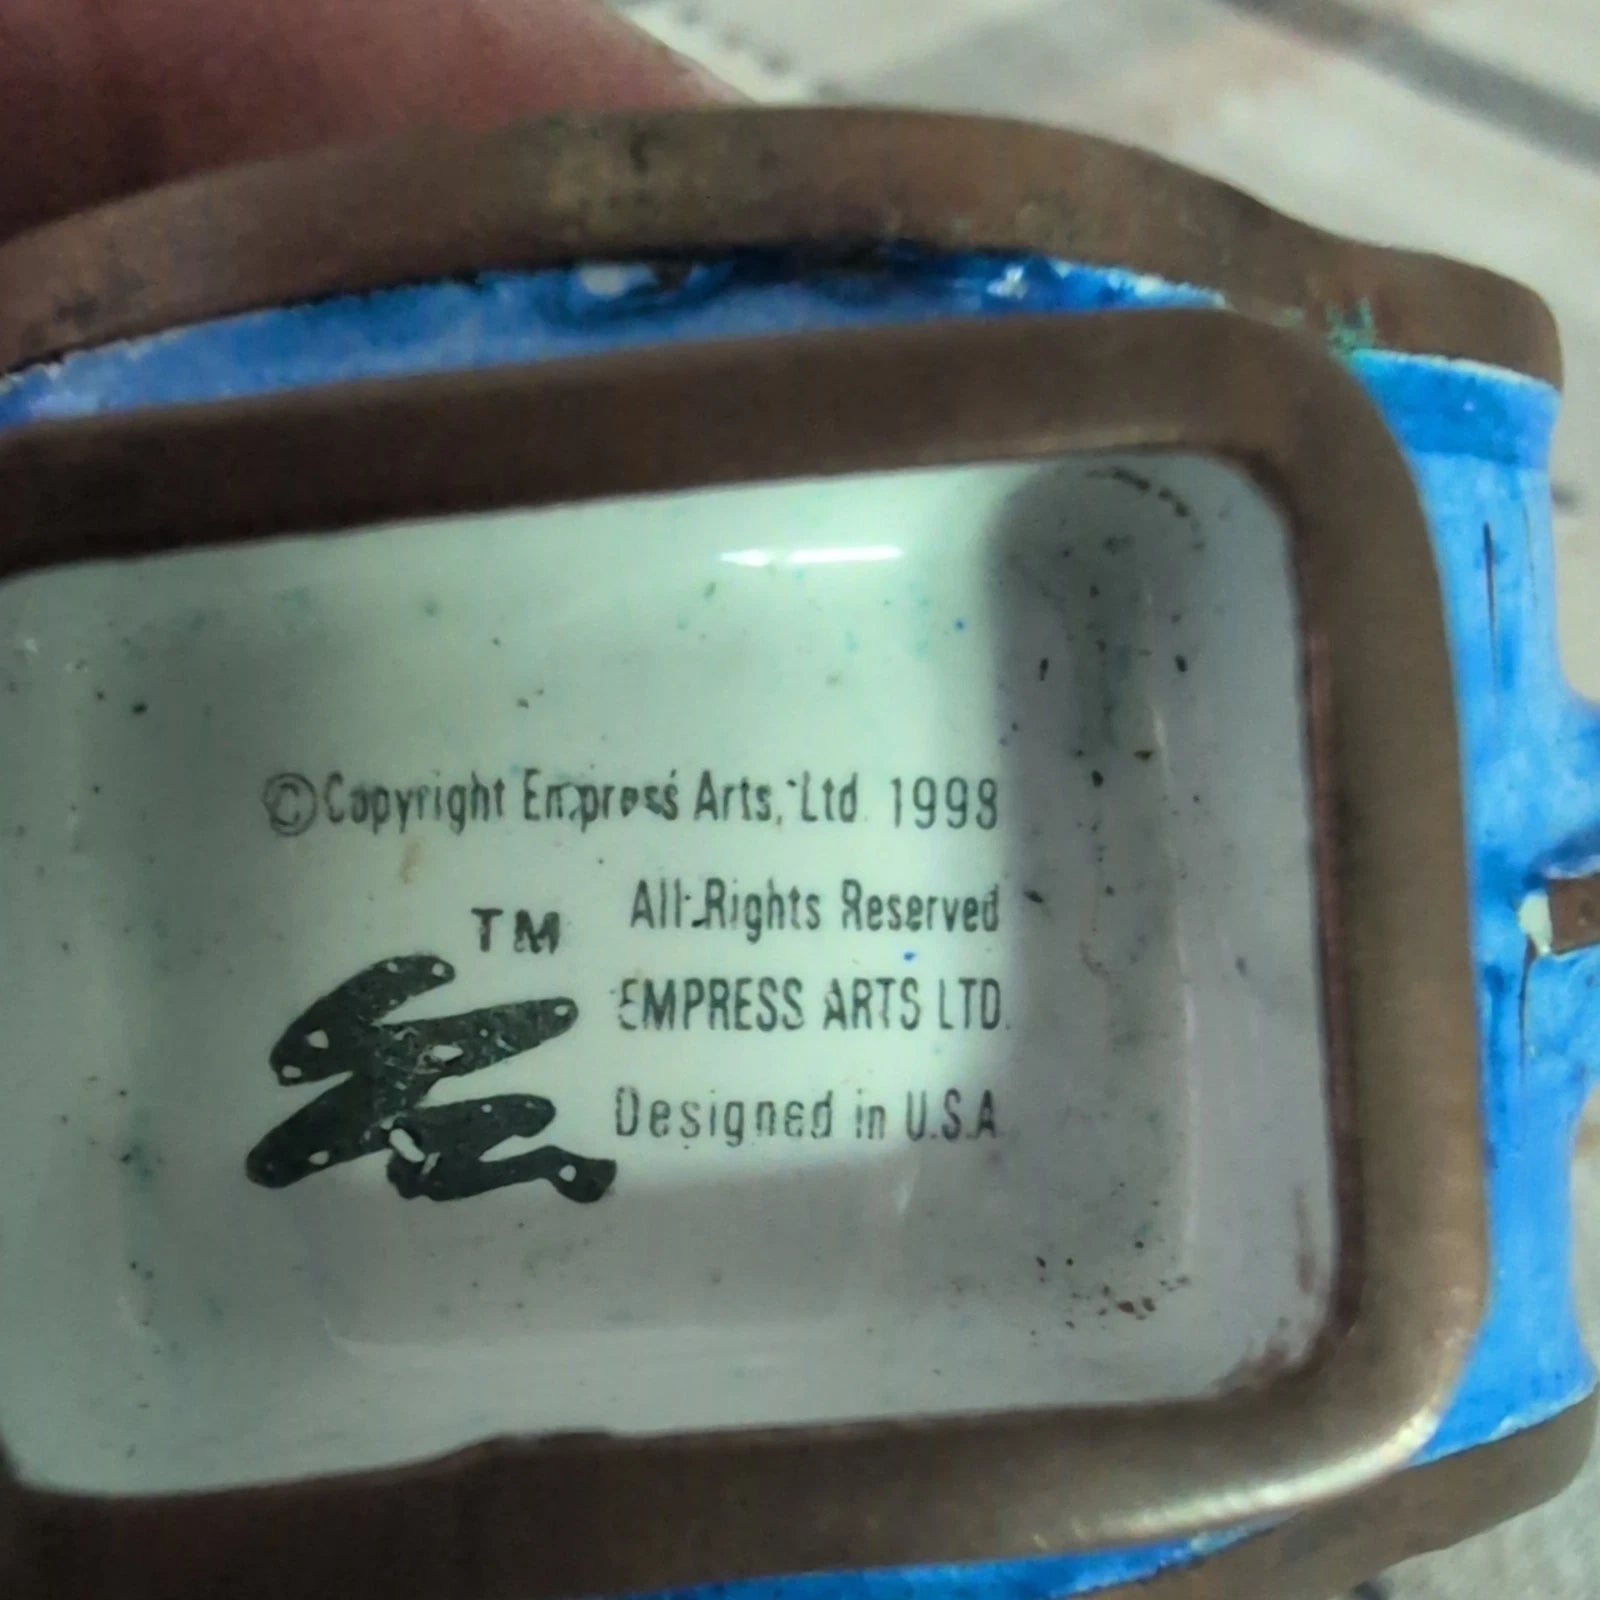 ©Copyright Empress Arts, Ltd. 1998
All Rights Reserved
TM
EMPRESS ARTS LTD.
Designed in U.S.A